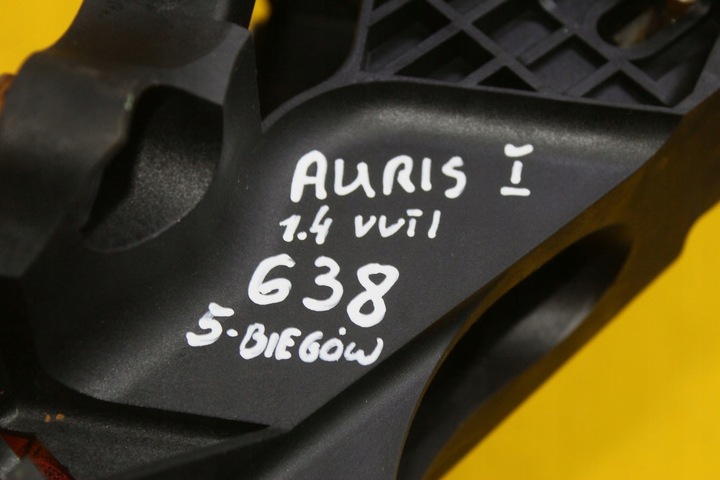 AURIS I
1.4 VVTI
638
5-BIEGÓW